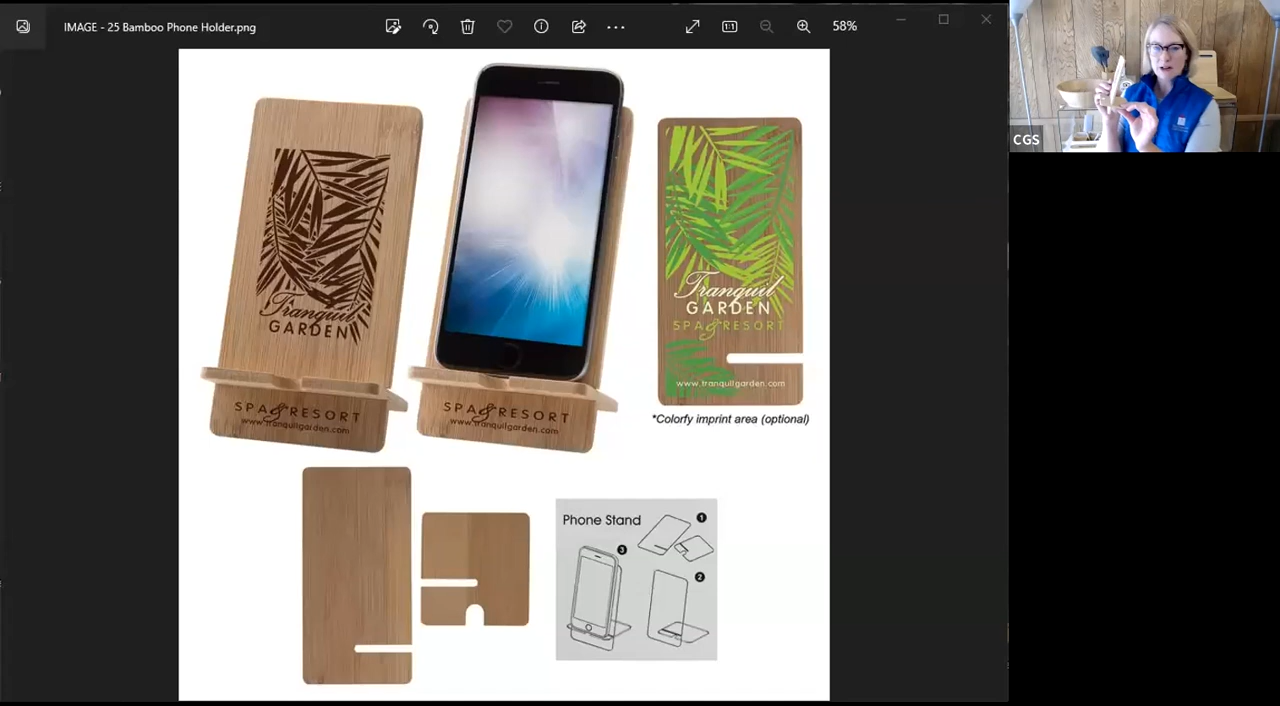 IMAGE - 25 Bamboo Phone Holder.png
58%
CGS
Tranquil
GARDEN
SPA & RESORT
www.tranquilgarden.com
SPA & RESORT
www.tranquilgarden.com
Tranquil
GARDEN
SPA & RESORT
www.tranquilgarden.com
*Colorfy imprint area (optional)
Phone Stand
1
3
2